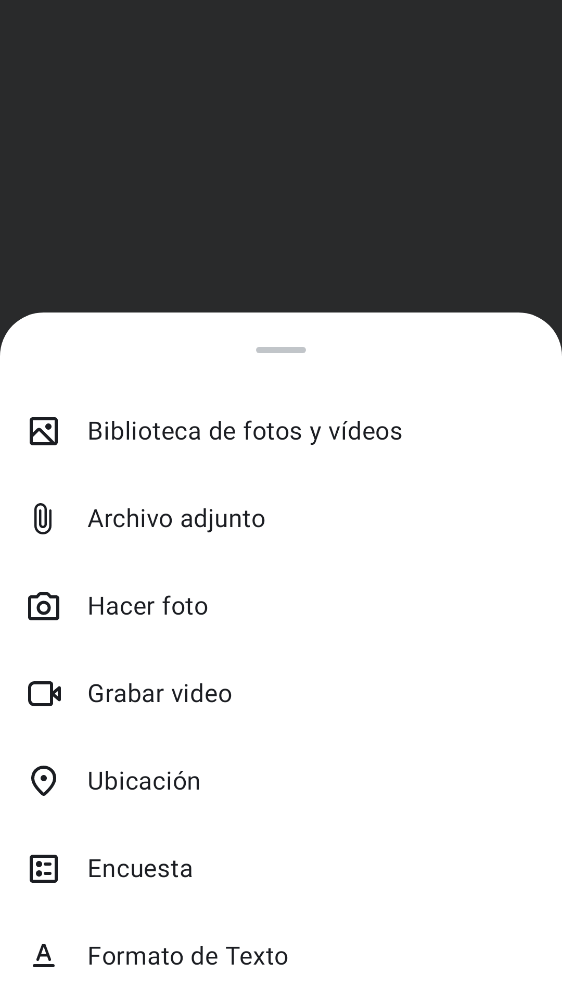 Biblioteca de fotos y vídeos
Archivo adjunto
Hacer foto
Grabar video
Ubicación
Encuesta
Formato de Texto